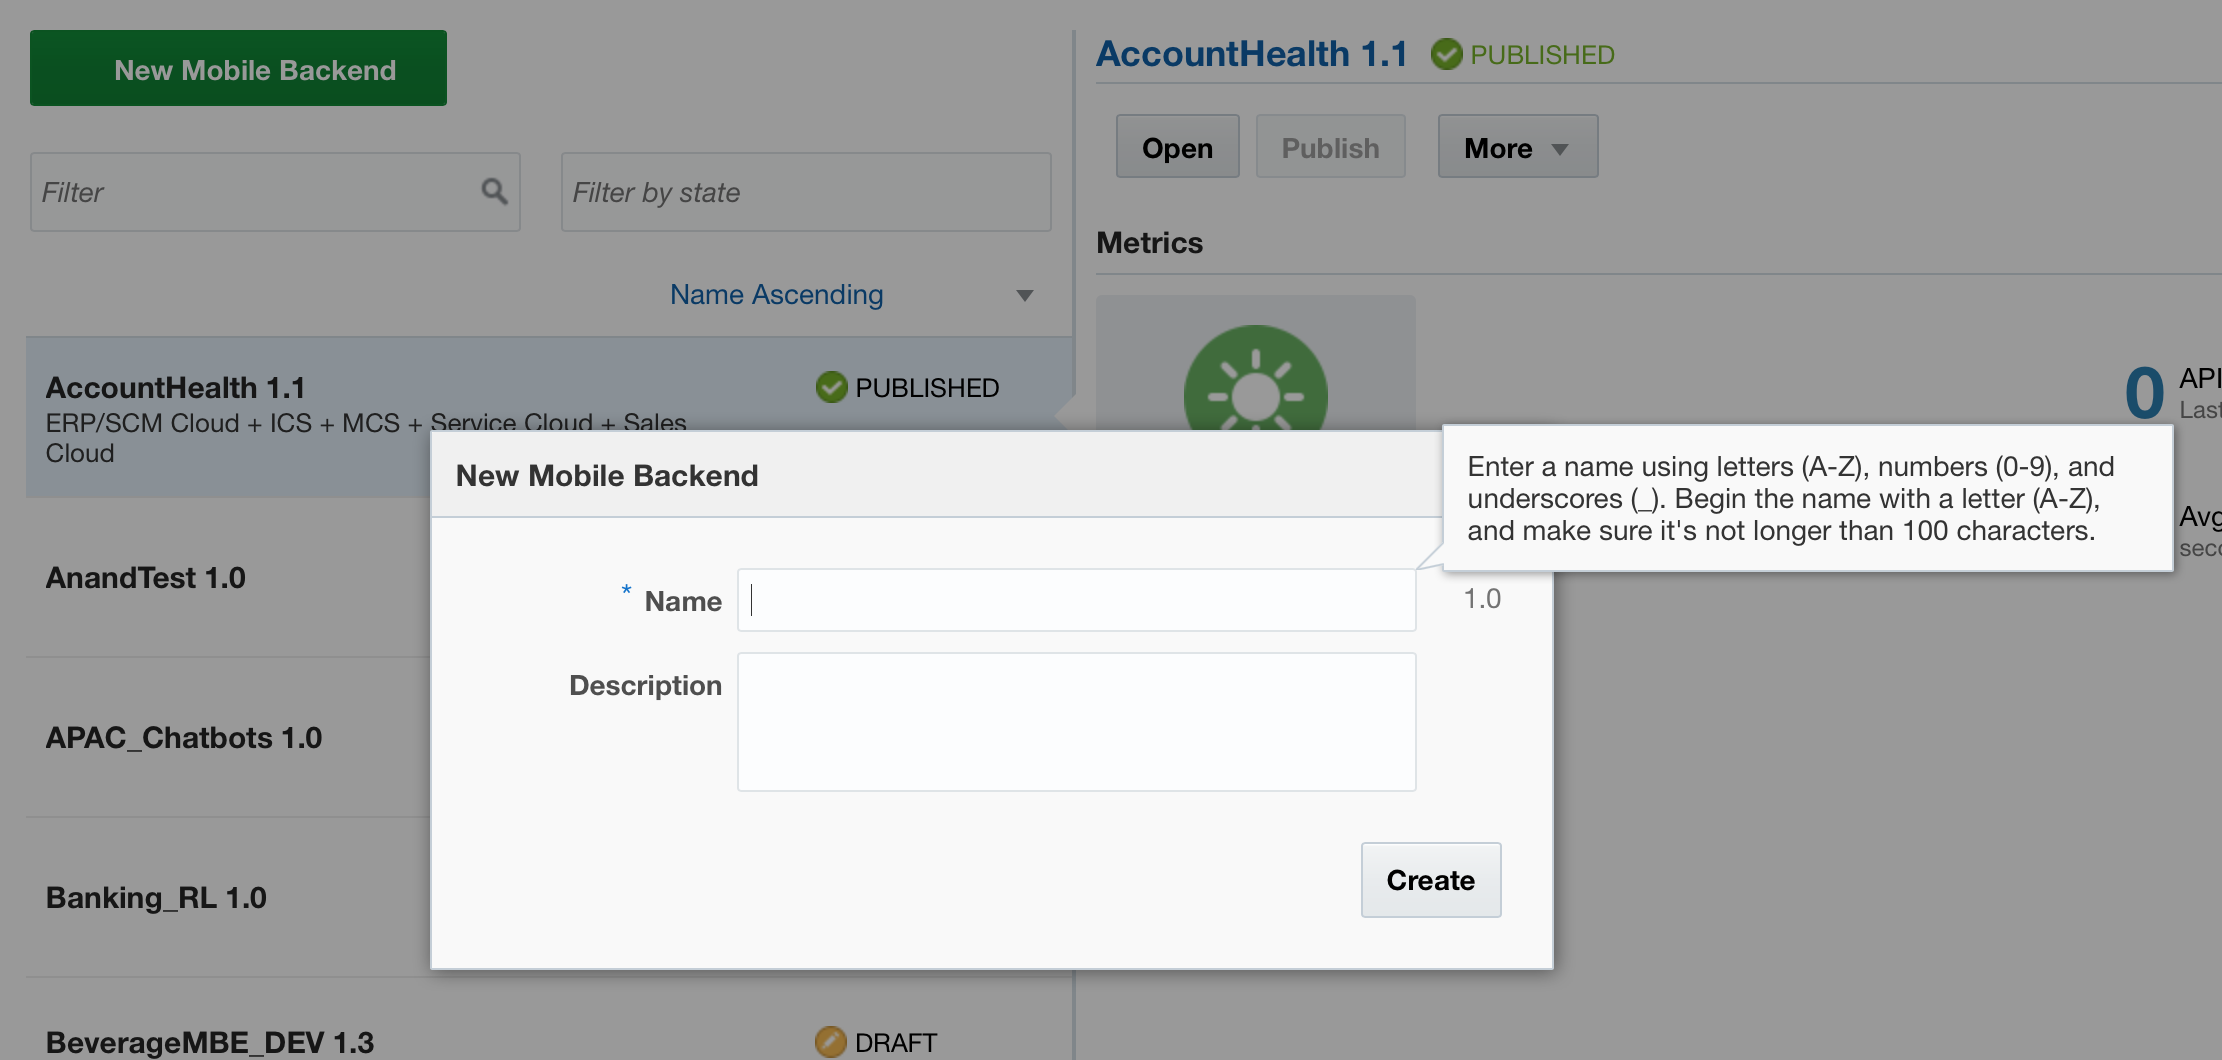 New Mobile Backend
Filter
Filter by state
Name Ascending
AccountHealth 1.1
PUBLISHED
ERP/SCM Cloud + ICS + MCS + Service Cloud + Sales
Cloud
AnandTest 1.0
APAC_Chatbots 1.0
Banking_RL 1.0
BeverageMBE_DEV 1.3
DRAFT
AccountHealth 1.1
PUBLISHED
Open
Publish
More
Metrics
0
API
Last
Avg
seco
New Mobile Backend
Enter a name using letters (A-Z), numbers (0-9), and
underscores (_). Begin the name with a letter (A-Z),
and make sure it's not longer than 100 characters.
* Name
1.0
Description
Create